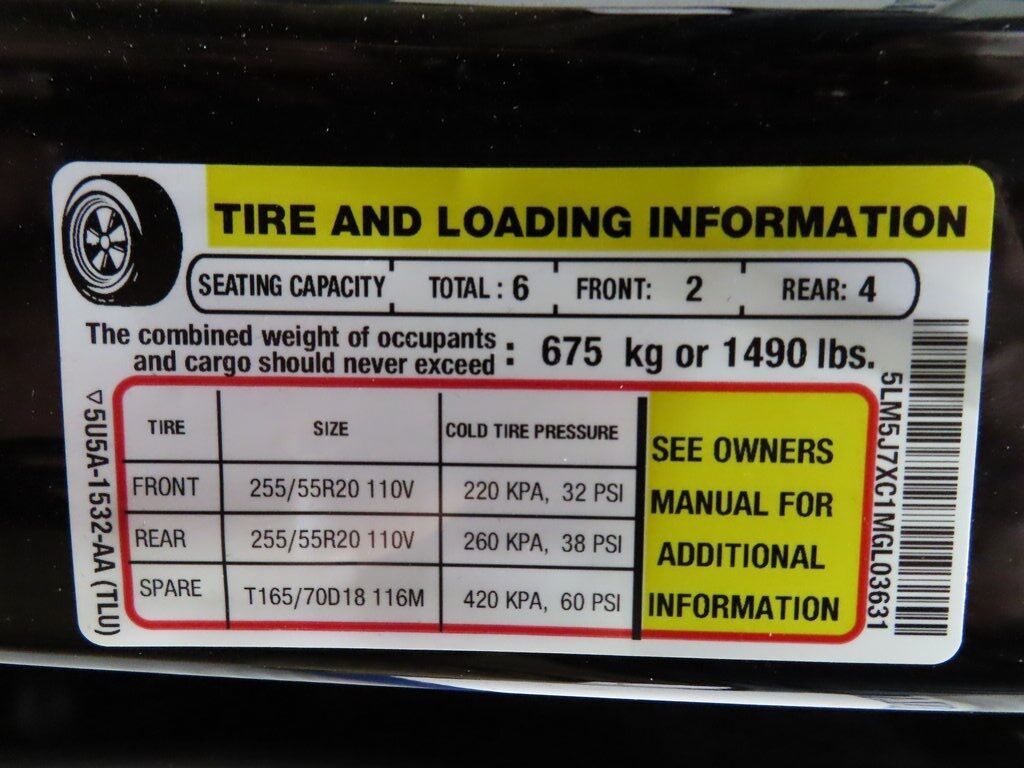 TIRE AND LOADING INFORMATION
SEATING CAPACITY TOTAL : 6 FRONT: 2 REAR: 4
The combined weight of occupants
and cargo should never exceed : 675 kg or 1490 lbs.
TIRE SIZE COLD TIRE PRESSURE
FRONT 255/55R20 110V 220 KPA, 32 PSI
REAR 255/55R20 110V 260 KPA, 38 PSI
SPARE T165/70D18 116M 420 KPA, 60 PSI
SEE OWNERS
MANUAL FOR
ADDITIONAL
INFORMATION
▽5U5A-1532-AA (TLU)
5LM5J7XC1MGL03631